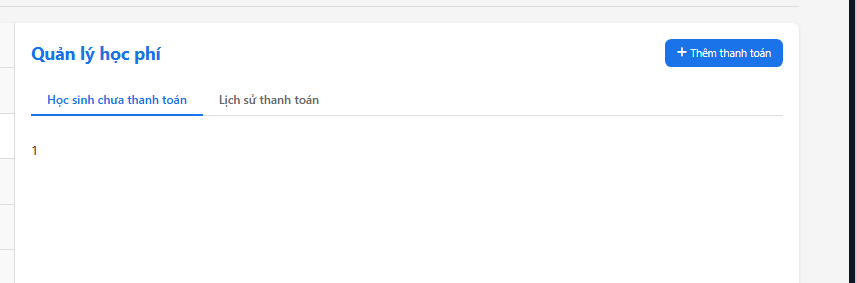 Quản lý học phí
+ Thêm thanh toán
Học sinh chưa thanh toán
Lịch sử thanh toán
1